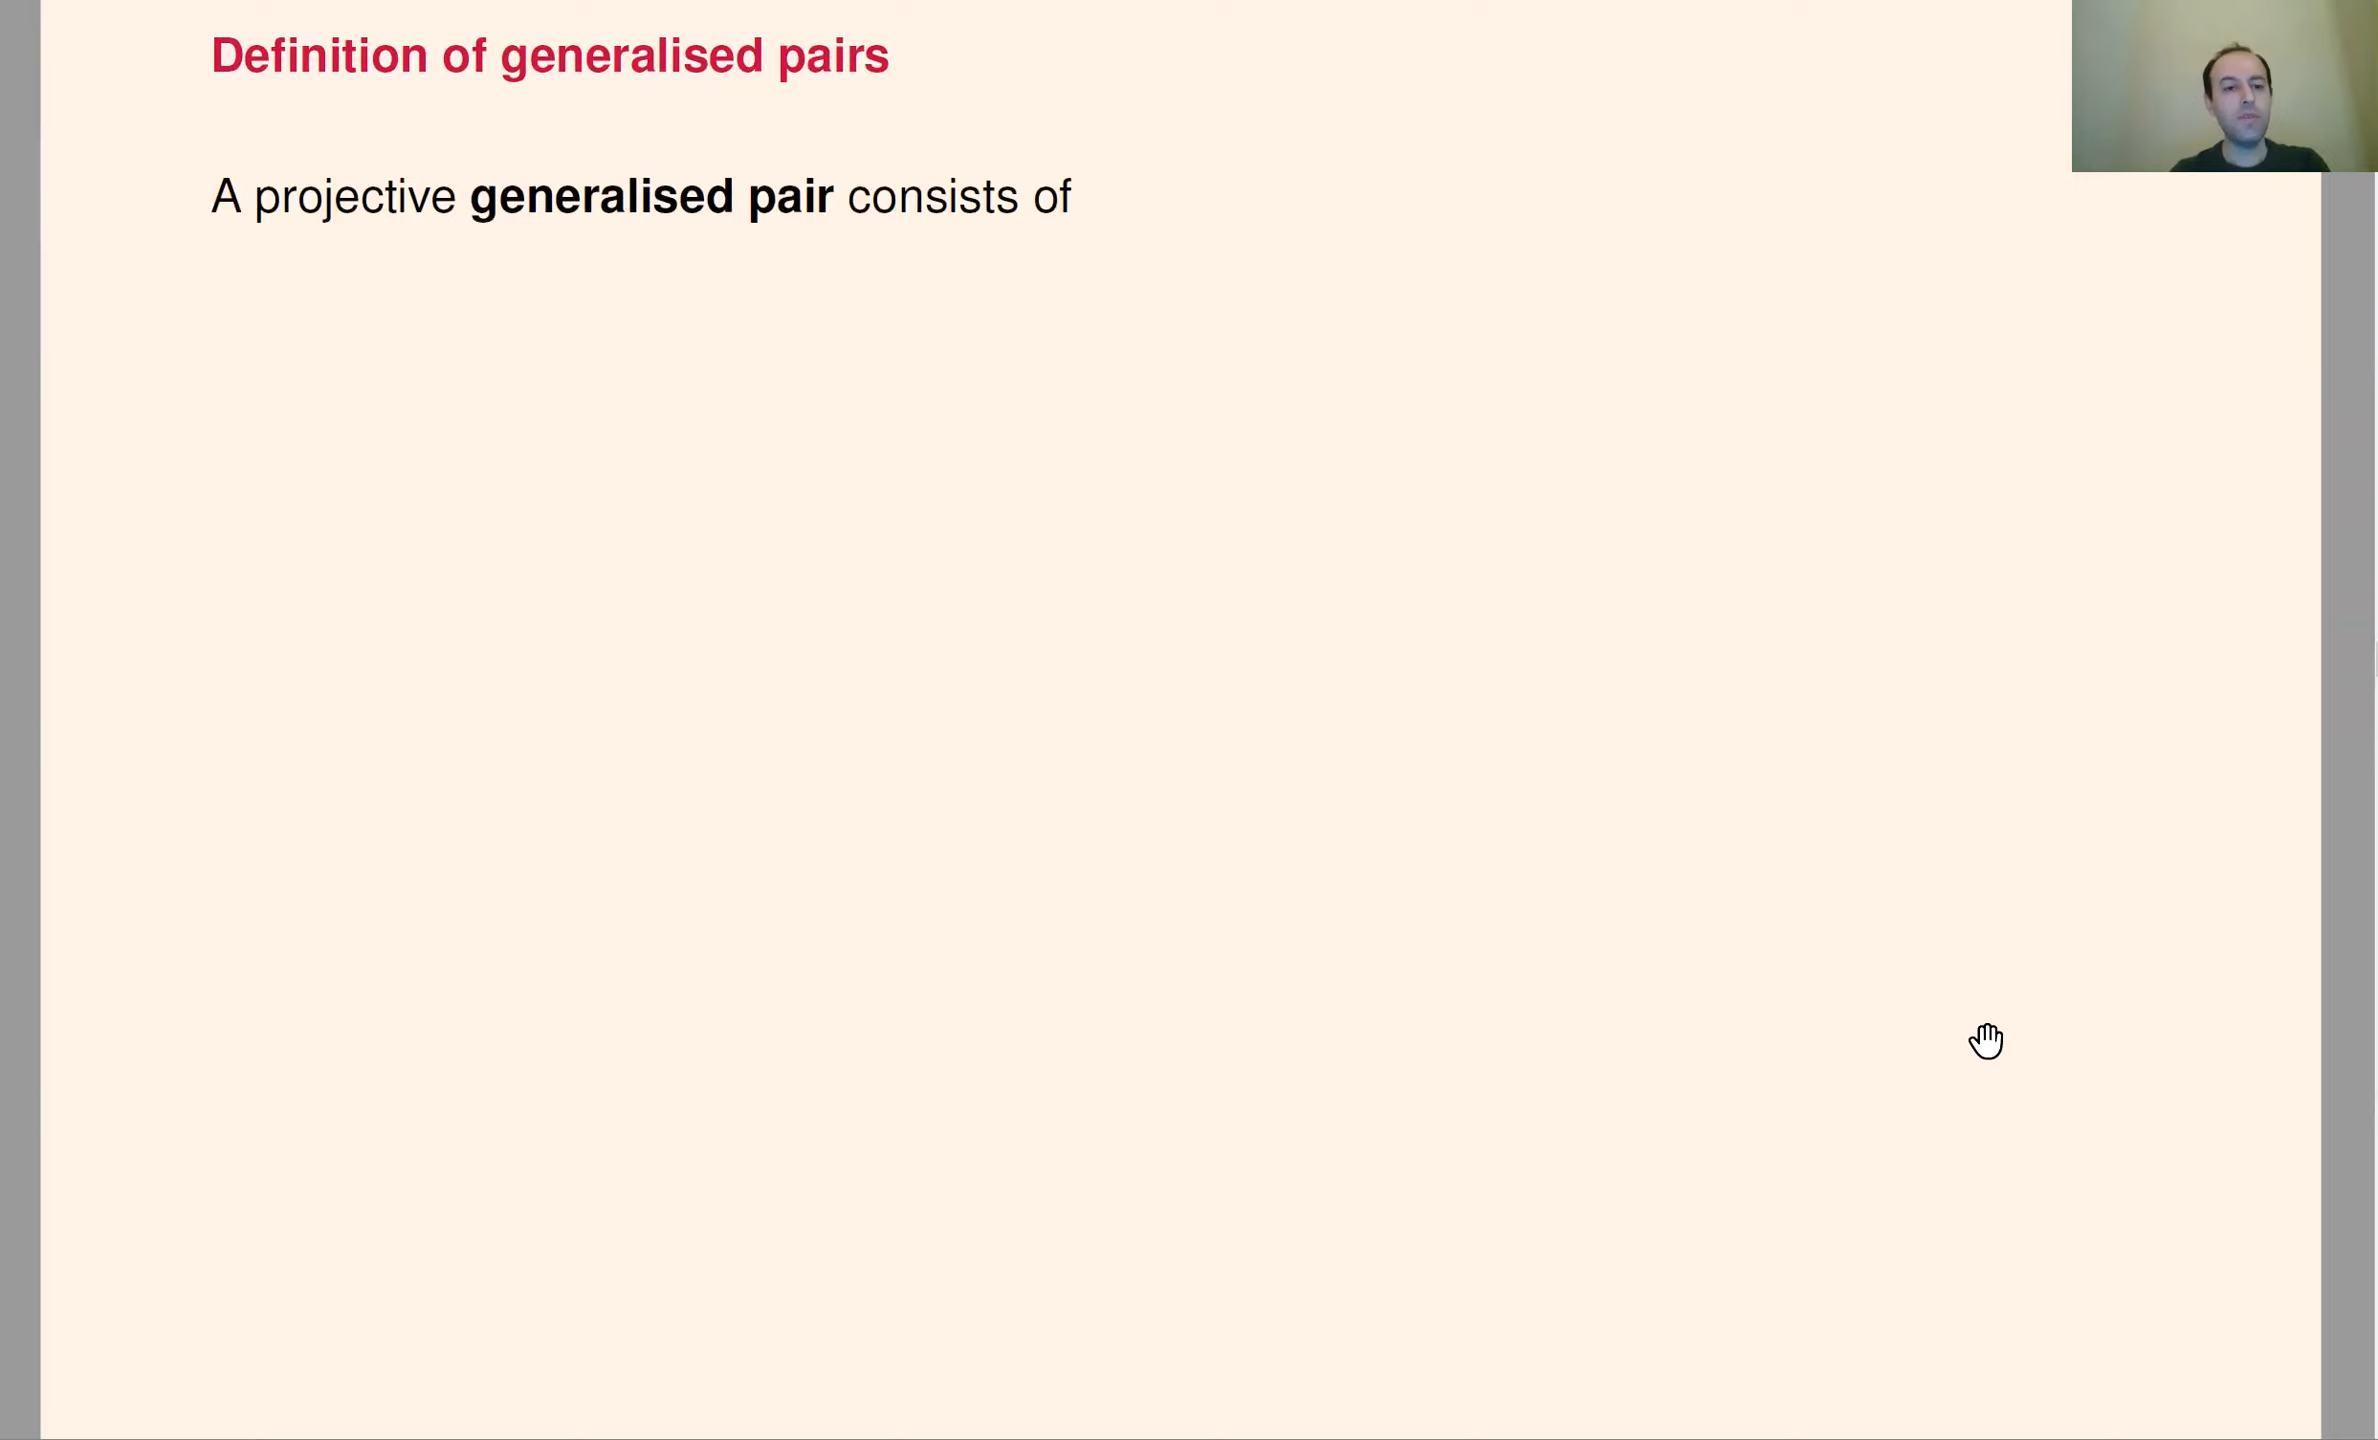 Definition of generalised pairs
A projective generalised pair consists of